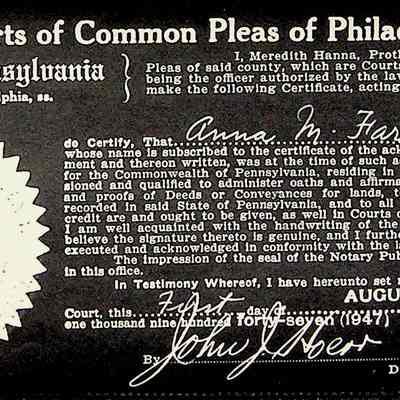 rts of Common Pleas of Philad
nsylvania
lphia, ss.
I, Meredith Hanna, Proth
Pleas of said county, which are Courts
being the officer authorized by the law
make the following Certificate, acting
do Certify, That Anna M. Far
whose name is subscribed to the certificate of the ack
ment and thereon written, was at the time of such as
for the Commonwealth of Pennsylvania, residing in
sioned and qualified to administer oaths and affirma
and proofs of Deeds or Conveyances for lands, t
recorded in said State of Pennsylvania, and to all
credit are and ought to be given, as well in Courts o
I am well acquainted with the handwriting of the
believe the signature thereto is genuine, and I furth
executed and acknowledged in conformity with the la
The impression of the seal of the Notary Pub
in this office.
In Testimony Whereof, I have hereunto set m
Court, this First day of AUGU
one thousand nine hundred forty-seven (1947)
By John J. Hoear
D